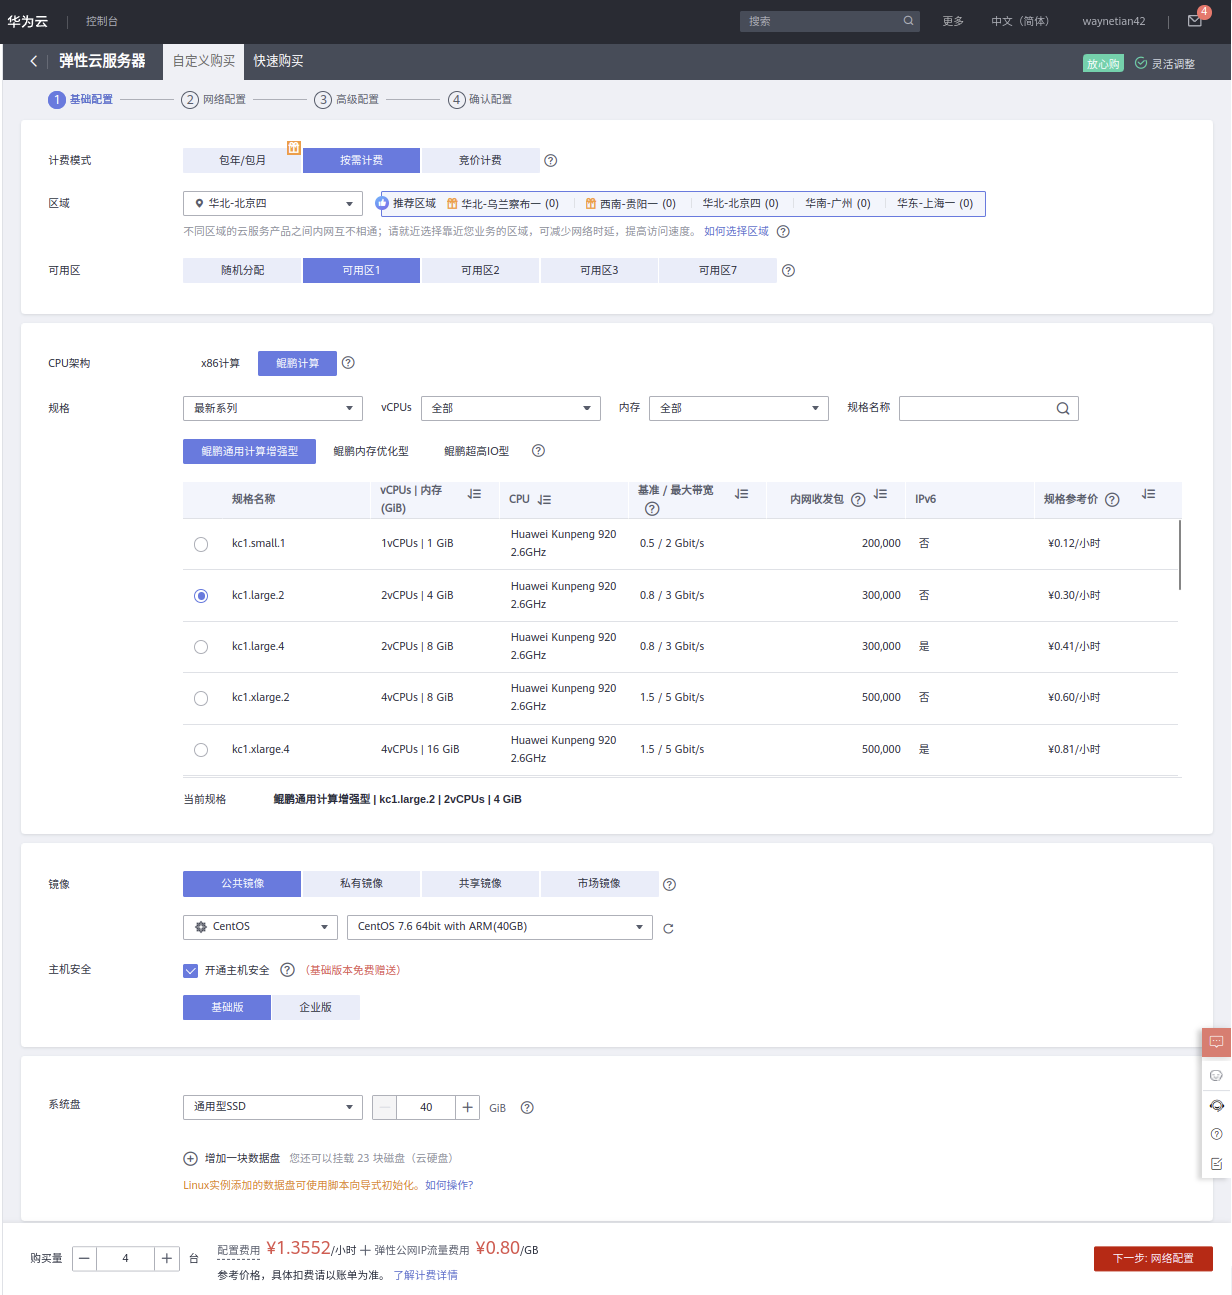 华为云 控制台 搜索 更多 中文（简体） waynetian42 4
弹性云服务器 自定义购买 快速购买 放心购 灵活调整
1 基础配置 2 网络配置 3 高级配置 4 确认配置
计费模式 包年/包月 按需计费 竞价计费
区域 华北-北京四 推荐区域 华北-乌兰察布一 (0) 西南-贵阳一 (0) 华北-北京四 (0) 华南-广州 (0) 华东-上海一 (0)
不同区域的云服务产品之间内网互不相通；请就近选择靠近您业务的区域，可减少网络时延，提高访问速度。 如何选择区域
可用区 随机分配 可用区1 可用区2 可用区3 可用区7
CPU架构 x86计算 鲲鹏计算
规格 最新系列 vCPUs 全部 内存 全部 规格名称
鲲鹏通用计算增强型 鲲鹏内存优化型 鲲鹏超高IO型
规格名称 vCPUs | 内存 (GiB) CPU 基准 / 最大带宽 内网收发包 IPv6 规格参考价
kc1.small.1 1vCPUs | 1 GiB Huawei Kunpeng 920 2.6GHz 0.5 / 2 Gbit/s 200,000 否 ¥0.12/小时
kc1.large.2 2vCPUs | 4 GiB Huawei Kunpeng 920 2.6GHz 0.8 / 3 Gbit/s 300,000 否 ¥0.30/小时
kc1.large.4 2vCPUs | 8 GiB Huawei Kunpeng 920 2.6GHz 0.8 / 3 Gbit/s 300,000 是 ¥0.41/小时
kc1.xlarge.2 4vCPUs | 8 GiB Huawei Kunpeng 920 2.6GHz 1.5 / 5 Gbit/s 500,000 否 ¥0.60/小时
kc1.xlarge.4 4vCPUs | 16 GiB Huawei Kunpeng 920 2.6GHz 1.5 / 5 Gbit/s 500,000 是 ¥0.81/小时
当前规格 鲲鹏通用计算增强型 | kc1.large.2 | 2vCPUs | 4 GiB
镜像 公共镜像 私有镜像 共享镜像 市场镜像
CentOS CentOS 7.6 64bit with ARM(40GB)
主机安全 开通主机安全 （基础版本免费赠送）
基础版 企业版
系统盘 通用型SSD 40 GiB
增加一块数据盘 您还可以挂载 23 块磁盘（云硬盘）
Linux实例添加的数据盘可使用脚本向导式初始化。如何操作?
购买量 4 台 配置费用 ¥1.3552/小时 + 弹性公网IP流量费用 ¥0.80/GB
参考价格，具体扣费请以账单为准。 了解计费详情
下一步: 网络配置